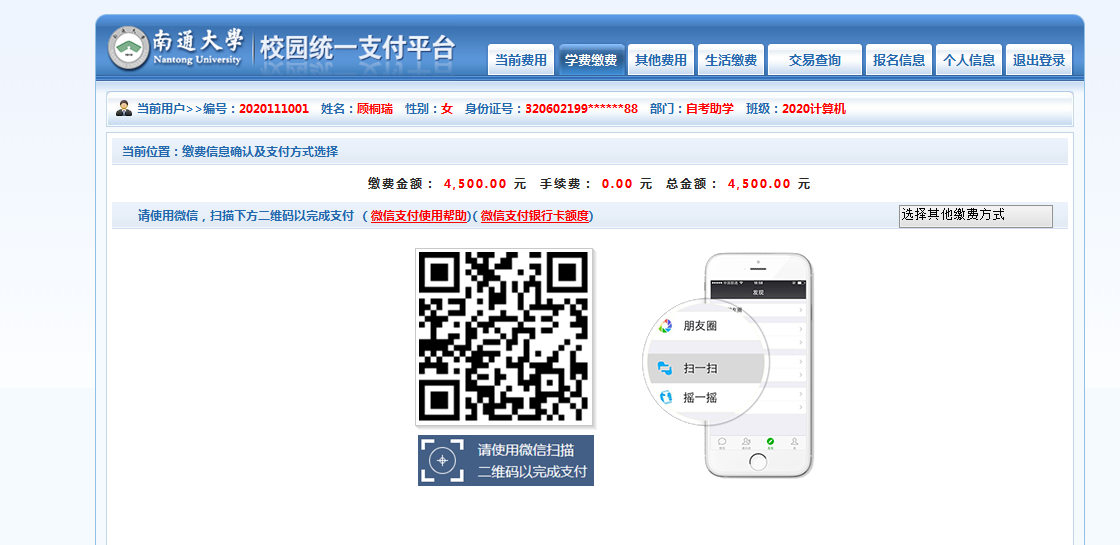 南通大學
Nantong University
校园统一支付平台
当前费用 学费缴费 其他费用 生活缴费 交易查询 报名信息 个人信息 退出登录
当前用户>>编号：2020111001 姓名：顾桐瑞 性别：女 身份证号：320602199******88 部门：自考助学 班级：2020计算机
当前位置：缴费信息确认及支付方式选择
缴费金额： 4,500.00 元 手续费： 0.00 元 总金额： 4,500.00 元
请使用微信，扫描下方二维码以完成支付 ( 微信支付使用帮助)( 微信支付银行卡额度)
选择其他缴费方式
发现
朋友圈
扫一扫
摇一摇
请使用微信扫描
二维码以完成支付